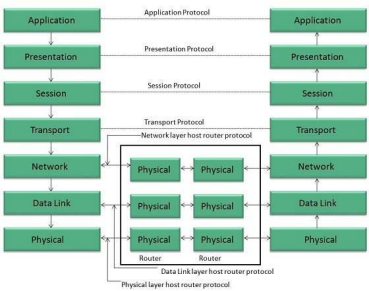 Application Application Protocol Application
Presentation Presentation Protocol Presentation
Session Session Protocol Session
Transport Transport Protocol Transport
Network layer host router protocol
Network Physical Physical Network
Data Link Physical Physical Data Link
Physical Physical Physical Physical
Router Router
Data Link layer host router protocol
Physical layer host router protocol